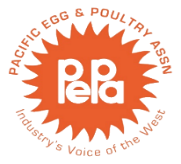 PACIFIC EGG & POULTRY ASSN
PePa
Industry's Voice of the West